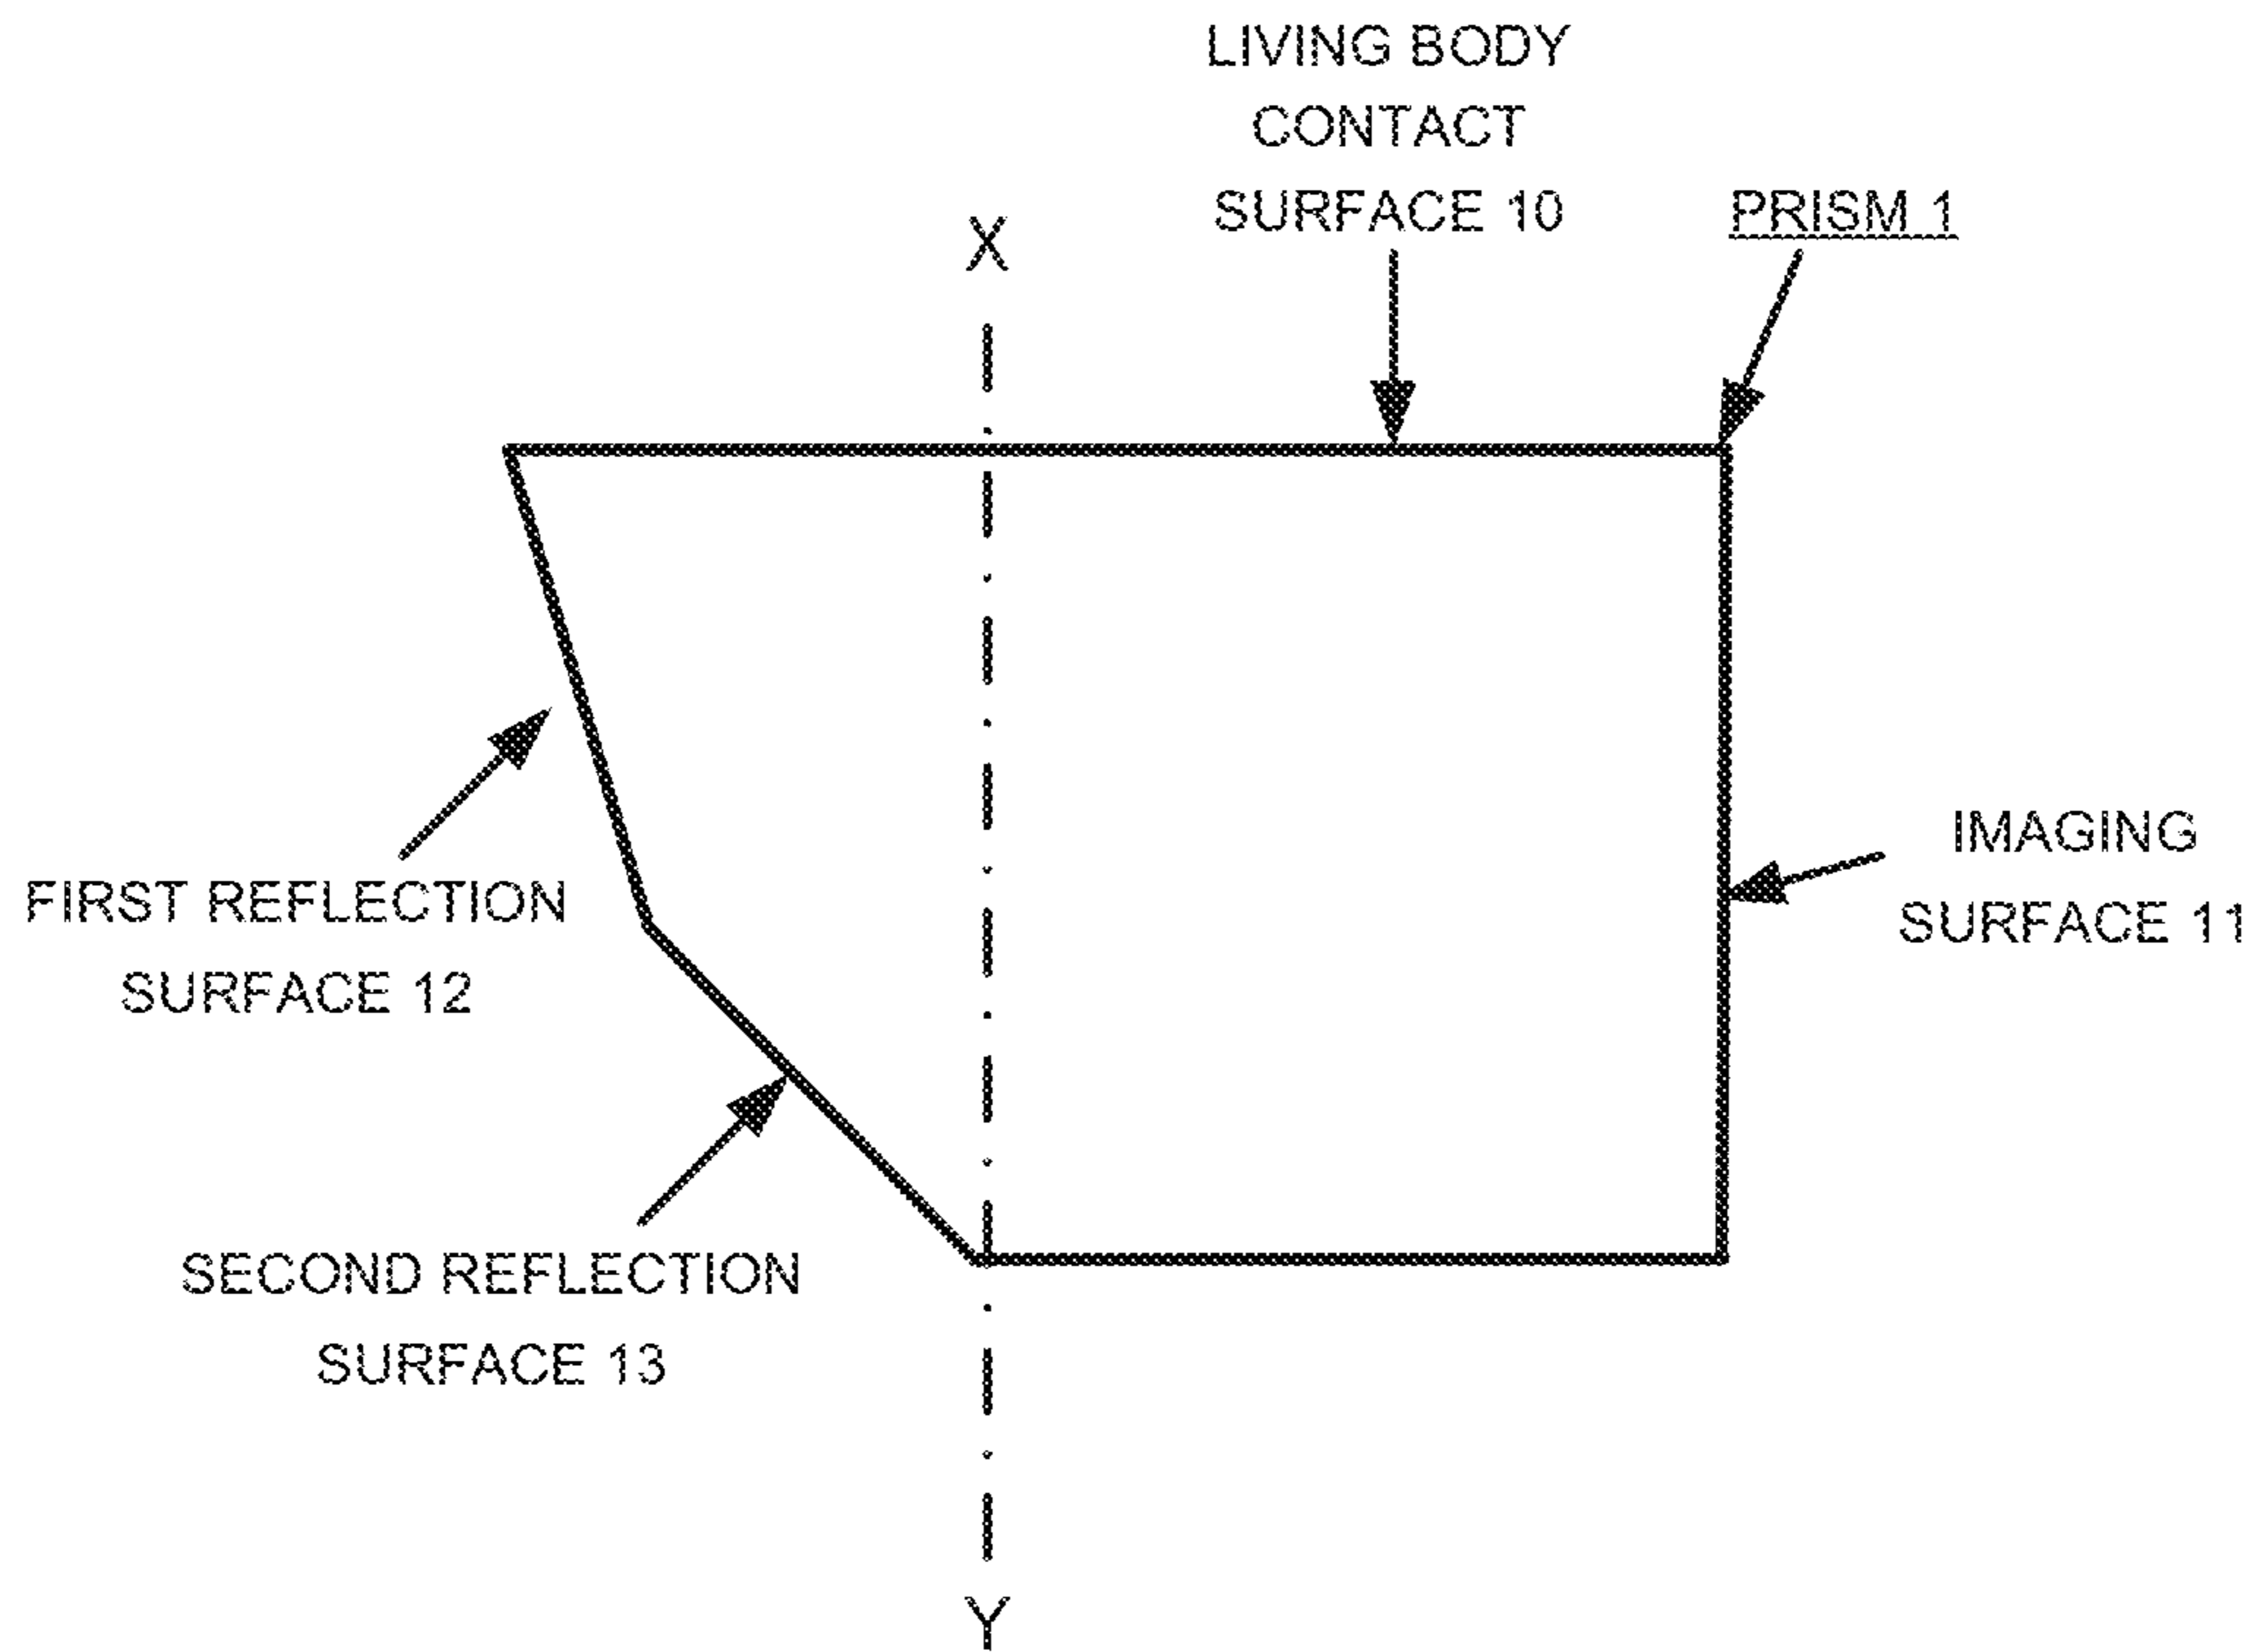 LIVING BODY
CONTACT
SURFACE 10
PRISM 1
X
IMAGING
SURFACE 11
FIRST REFLECTION
SURFACE 12
SECOND REFLECTION
SURFACE 13
Y